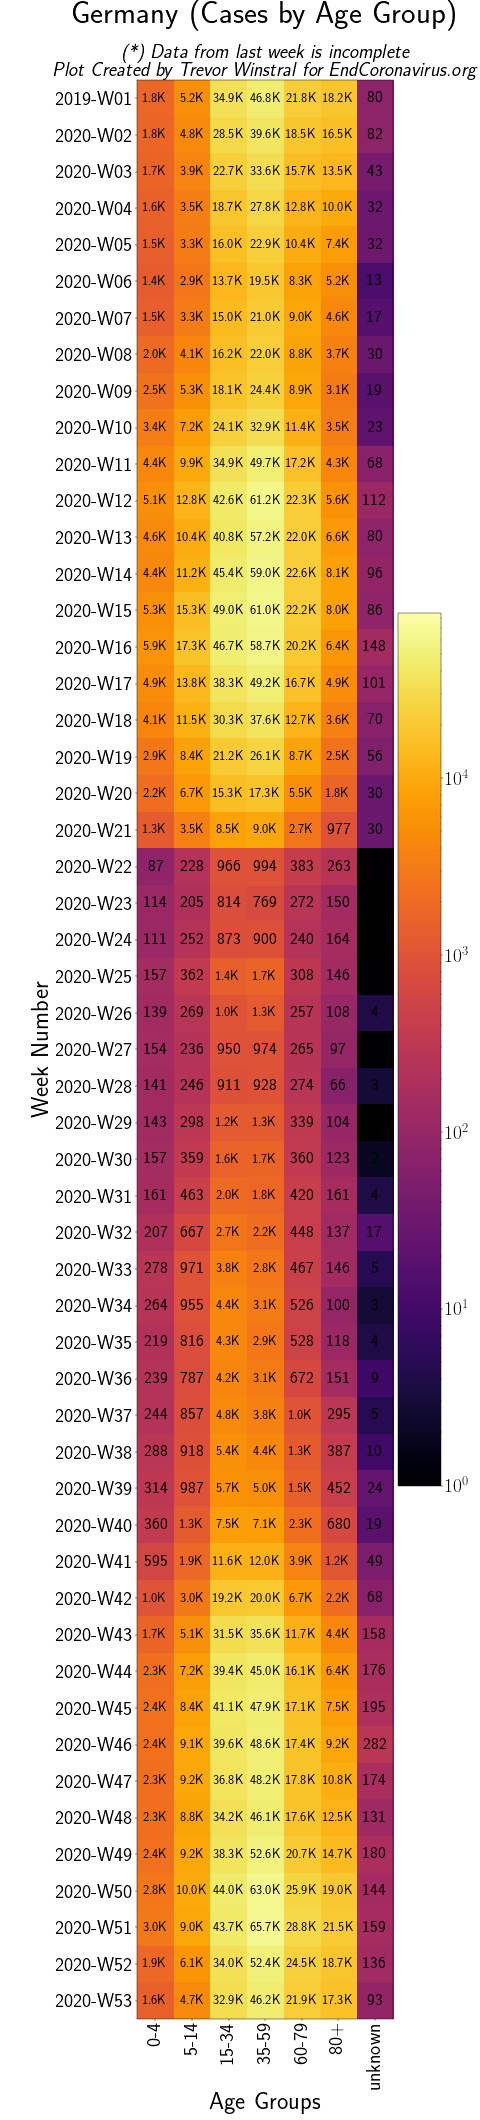 Germany (Cases by Age Group)
(*) Data from last week is incomplete
Plot Created by Trevor Winstral for EndCoronavirus.org
2019-W01 1.8K 5.2K 34.9K 46.8K 21.8K 18.2K 80
2020-W02 1.8K 4.8K 28.5K 39.6K 18.5K 16.5K 82
2020-W03 1.7K 3.9K 22.7K 33.6K 15.7K 13.5K 43
2020-W04 1.6K 3.5K 18.7K 27.8K 12.8K 10.0K 32
2020-W05 1.5K 3.3K 16.0K 22.9K 10.4K 7.4K 32
2020-W06 1.4K 2.9K 13.7K 19.5K 8.3K 5.2K 13
2020-W07 1.5K 3.3K 15.0K 21.0K 9.0K 4.6K 17
2020-W08 2.0K 4.1K 16.2K 22.0K 8.8K 3.7K 30
2020-W09 2.5K 5.3K 18.1K 24.4K 8.9K 3.1K 19
2020-W10 3.4K 7.2K 24.1K 32.9K 11.4K 3.5K 23
2020-W11 4.4K 9.9K 34.9K 49.7K 17.2K 4.3K 68
2020-W12 5.1K 12.8K 42.6K 61.2K 22.3K 5.6K 112
2020-W13 4.6K 10.4K 40.8K 57.2K 22.0K 6.6K 80
2020-W14 4.4K 11.2K 45.4K 59.0K 22.6K 8.1K 96
2020-W15 5.3K 15.3K 49.0K 61.0K 22.2K 8.0K 86
2020-W16 5.9K 17.3K 46.7K 58.7K 20.2K 6.4K 148
2020-W17 4.9K 13.8K 38.3K 49.2K 16.7K 4.9K 101
2020-W18 4.1K 11.5K 30.3K 37.6K 12.7K 3.6K 70
2020-W19 2.9K 8.4K 21.2K 26.1K 8.7K 2.5K 56
2020-W20 2.2K 6.7K 15.3K 17.3K 5.5K 1.8K 30
2020-W21 1.3K 3.5K 8.5K 9.0K 2.7K 977 30
2020-W22 87 228 966 994 383 263
2020-W23 114 205 814 769 272 150
2020-W24 111 252 873 900 240 164
2020-W25 157 362 1.4K 1.7K 308 146
2020-W26 139 269 1.0K 1.3K 257 108 4
2020-W27 154 236 950 974 265 97
2020-W28 141 246 911 928 274 66 3
2020-W29 143 298 1.2K 1.3K 339 104
2020-W30 157 359 1.6K 1.7K 360 123 2
2020-W31 161 463 2.0K 1.8K 420 161 4
2020-W32 207 667 2.7K 2.2K 448 137 17
2020-W33 278 971 3.8K 2.8K 467 146 5
2020-W34 264 955 4.4K 3.1K 526 100 3
2020-W35 219 816 4.3K 2.9K 528 118 4
2020-W36 239 787 4.2K 3.1K 672 151 9
2020-W37 244 857 4.8K 3.8K 1.0K 295 5
2020-W38 288 918 5.4K 4.4K 1.3K 387 10
2020-W39 314 987 5.7K 5.0K 1.5K 452 24
2020-W40 360 1.3K 7.5K 7.1K 2.3K 680 19
2020-W41 595 1.9K 11.6K 12.0K 3.9K 1.2K 49
2020-W42 1.0K 3.0K 19.2K 20.0K 6.7K 2.2K 68
2020-W43 1.7K 5.1K 31.5K 35.6K 11.7K 4.4K 158
2020-W44 2.3K 7.2K 39.4K 45.0K 16.1K 6.4K 176
2020-W45 2.4K 8.4K 41.1K 47.9K 17.1K 7.5K 195
2020-W46 2.4K 9.1K 39.6K 48.6K 17.4K 9.2K 282
2020-W47 2.3K 9.2K 36.8K 48.2K 17.8K 10.8K 174
2020-W48 2.3K 8.8K 34.2K 46.1K 17.6K 12.5K 131
2020-W49 2.4K 9.2K 38.3K 52.6K 20.7K 14.7K 180
2020-W50 2.8K 10.0K 44.0K 63.0K 25.9K 19.0K 144
2020-W51 3.0K 9.0K 43.7K 65.7K 28.8K 21.5K 159
2020-W52 1.9K 6.1K 34.0K 52.4K 24.5K 18.7K 136
2020-W53 1.6K 4.7K 32.9K 46.2K 21.9K 17.3K 93
0-4 5-14 15-34 35-59 60-79 80+ unknown
Age Groups
Week Number
10⁴
10³
10²
10¹
10⁰